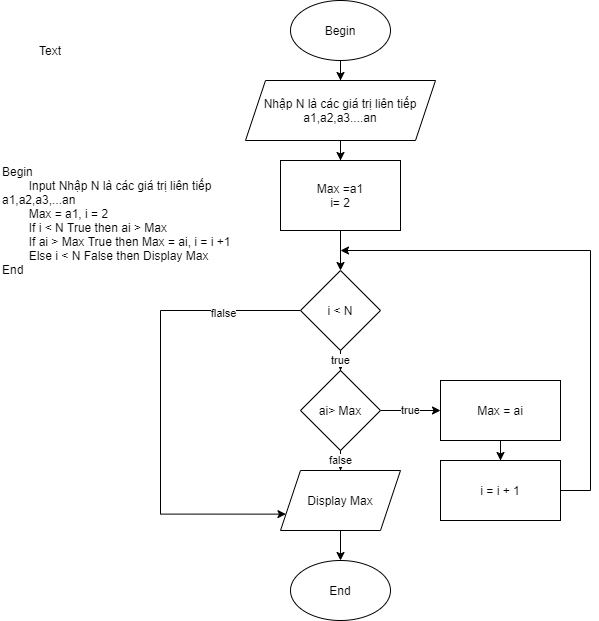 Text
Begin
Input Nhập N là các giá trị liên tiếp
a1,a2,a3,...an
Max = a1, i = 2
If i < N True then ai > Max
If ai > Max True then Max = ai, i = i +1
Else i < N False then Display Max
End
Begin
Nhập N là các giá trị liên tiếp
a1,a2,a3....an
Max =a1
i= 2
i < N
flalse
true
ai> Max
true
Max = ai
false
i = i + 1
Display Max
End